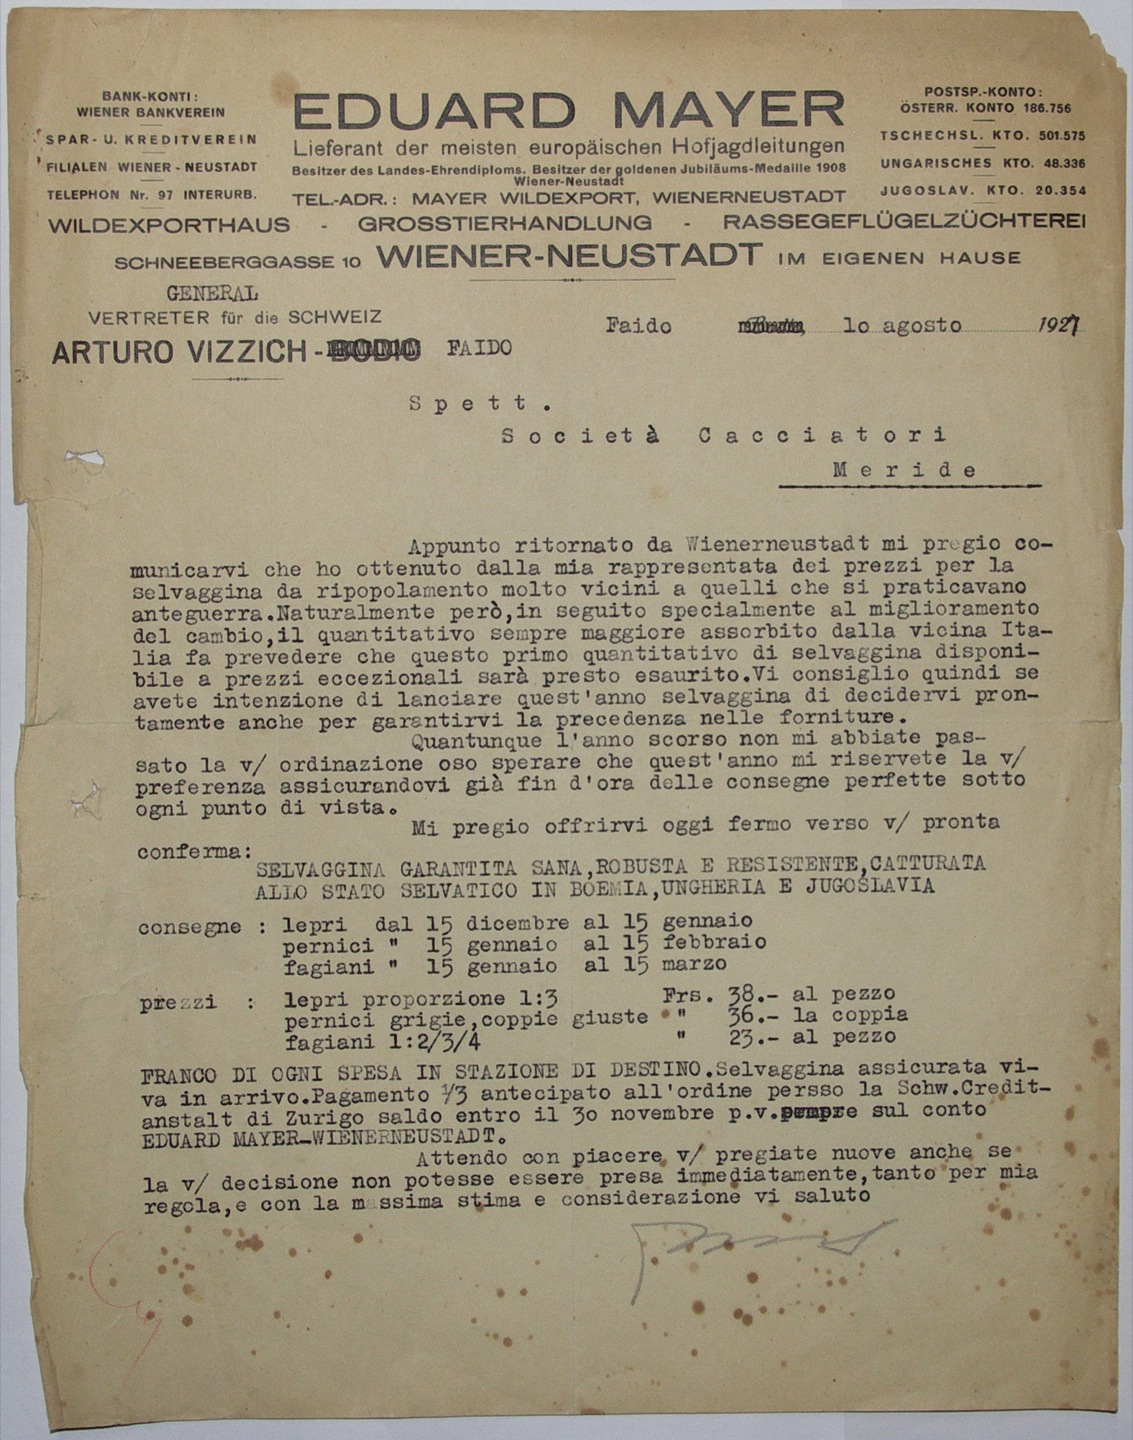 BANK-KONTI:
WIENER BANKVEREIN
SPAR- U. KREDITVEREIN
FILIALEN WIENER-NEUSTADT
TELEPHON Nr. 97 INTERURB.
EDUARD MAYER
Lieferant der meisten europäischen Hofjagdleitungen
Besitzer des Landes-Ehrendiploms. Besitzer der goldenen Jubiläums-Medaille 1908
Wiener-Neustadt
TEL.-ADR.: MAYER WILDEXPORT, WIENERNEUSTADT
POSTSP.-KONTO:
ÖSTERR. KONTO 186.756
TSCHECHSL. KTO. 501.575
UNGARISCHES KTO. 48.336
JUGOSLAV. KTO. 20.354
WILDEXPORTHAUS - GROSSTIERHANDLUNG - RASSEGEFLÜGELZÜCHTEREI
SCHNEEBERGGASSE 10 WIENER-NEUSTADT IM EIGENEN HAUSE
GENERAL
VERTRETER für die SCHWEIZ
ARTURO VIZZICH - BODIO FAIDO
Faido lo agosto 1927
Spett.
Società Cacciatori
Meride
Appunto ritornato da Wienerneustadt mi pregio co-
municarvi che ho ottenuto dalla mia rappresentata dei prezzi per la
selvaggina da ripopolamento molto vicini a quelli che si praticavano
anteguerra.Naturalmente però,in seguito specialmente al miglioramento
del cambio,il quantitativo sempre maggiore assorbito dalla vicina Ita-
lia fa prevedere che questo primo quantitativo di selvaggina disponi-
bile a prezzi eccezionali sarà presto esaurito.Vi consiglio quindi se
avete intenzione di lanciare quest'anno selvaggina di decidervi pron-
tamente anche per garantirvi la precedenza nelle forniture.
Quantunque l'anno scorso non mi abbiate pas-
sato la v/ ordinazione oso sperare che quest'anno mi riservete la v/
preferenza assicurandovi già fin d'ora delle consegne perfette sotto
ogni punto di vista.
Mi pregio offrirvi oggi fermo verso v/ pronta
conferma:
SELVAGGINA GARANTITA SANA,ROBUSTA E RESISTENTE,CATTURATA
ALLO STATO SELVATICO IN BOEMIA,UNGHERIA E JUGOSLAVIA
consegne : lepri dal 15 dicembre al 15 gennaio
pernici " 15 gennaio al 15 febbraio
fagiani " 15 gennaio al 15 marzo
prezzi : lepri proporzione 1:3 Frs. 38.- al pezzo
pernici grigie,coppie giuste " 36.- la coppia
fagiani 1:2/3/4 " 23.- al pezzo
FRANCO DI OGNI SPESA IN STAZIONE DI DESTINO.Selvaggina assicurata vi-
va in arrivo.Pagamento 1/3 antecipato all'ordine persso la Schw.Credit-
anstalt di Zurigo saldo entro il 3o novembre p.v.sempre sul conto
EDUARD MAYER-WIENERNEUSTADT.
Attendo con piacere v/ pregiate nuove anche se
la v/ decisione non potesse essere presa immediatamente,tanto per mia
regola,e con la massima stima e considerazione vi saluto